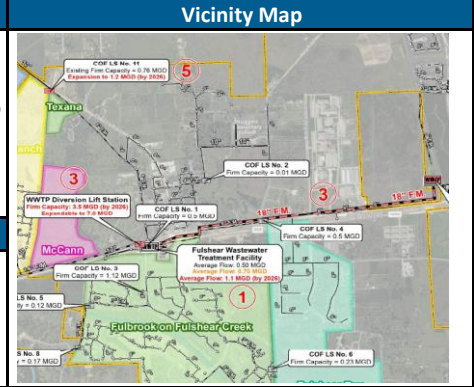 Vicinity Map
COF LS No. 11
Existing Firm Capacity = 0.76 MGD
Expansion to 1.2 MGD (by 2026)
5
Texana
COF LS No. 2
Firm Capacity = 0.01 MGD
3
3
WWTP Diversion Lift Station
Firm Capacity: 3.5 MGD (by 2026)
Expandable to 7.0 MGD
COF LS No. 1
Firm Capacity = 0.5 MGD
18" F.M.
18" F.M.
McCann
COF LS No. 4
Firm Capacity = 0.5 MGD
Fulshear Wastewater
Treatment Facility
Average Flow: 0.50 MGD
Average Flow: 0.75 MGD
Average Flow: 1.1 MGD (by 2026)
COF LS No. 3
Firm Capacity = 1.12 MGD
1
LS No. 5
= 0.12 MGD
Fulbrook on Fulshear Creek
LS No. 8
= 0.17 MGD
COF LS No. 6
Firm Capacity = 0.23 MGD